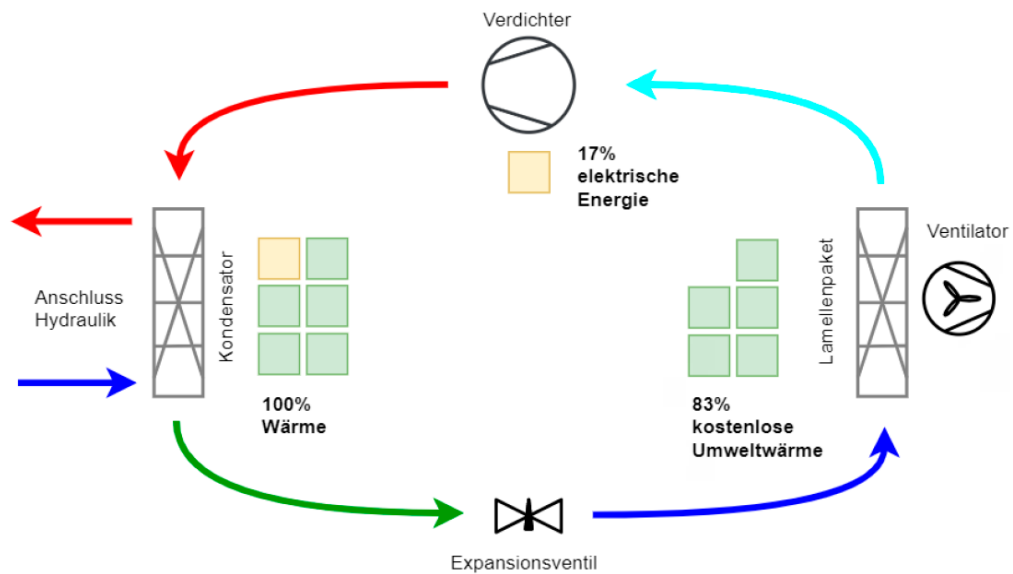 Verdichter
17%
elektrische
Energie
Ventilator
Lamellenpaket
Kondensator
Anschluss
Hydraulik
100%
Wärme
83%
kostenlose
Umweltwärme
Expansionsventil